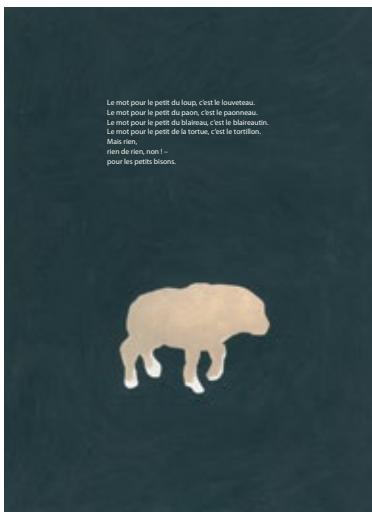 Le mot pour le petit du loup, c'est le louveteau.
Le mot pour le petit du paon, c'est le paonneau.
Le mot pour le petit du blaireau, c'est le blaireautin.
Le mot pour le petit de la tortue, c'est le tortillon.
Mais rien,
rien de rien, non ! –
pour les petits bisons.